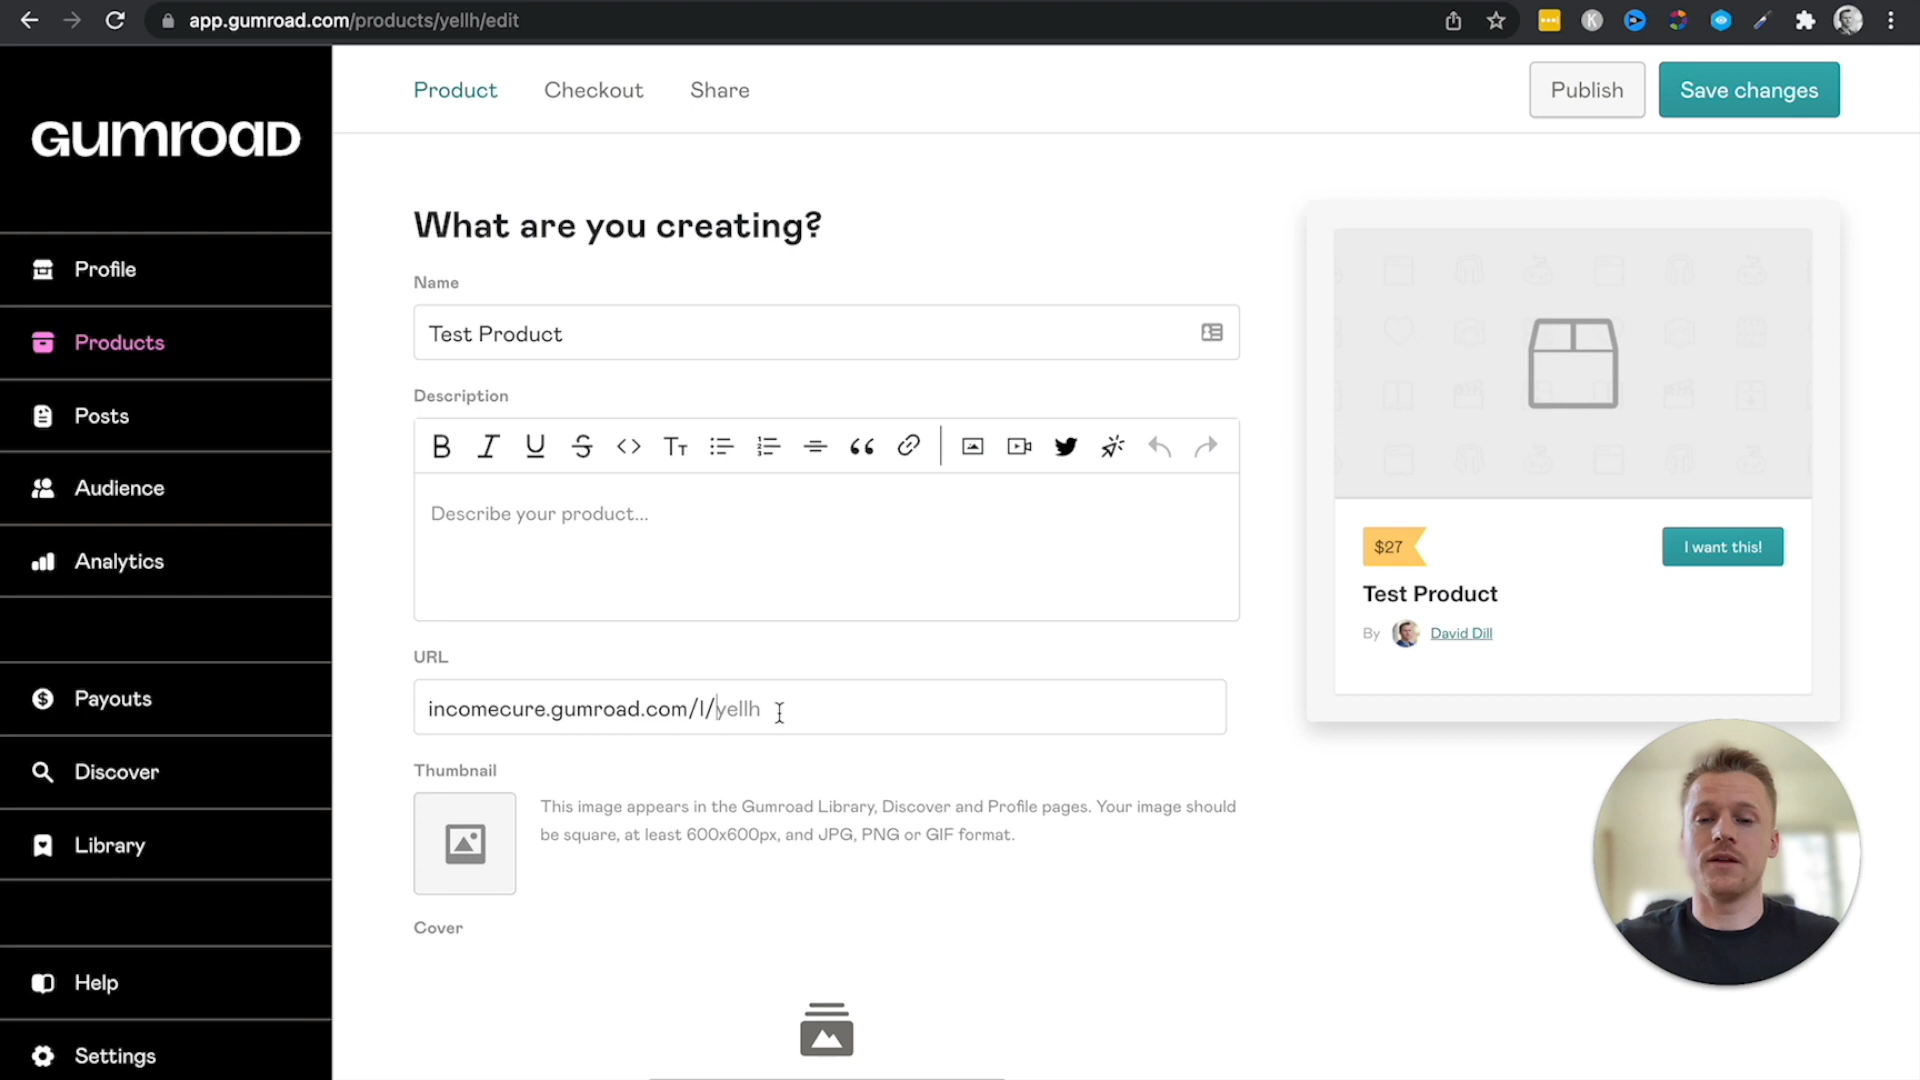 app.gumroad.com/products/yellh/edit
K
GUMROAD
Profile
Products
Posts
Audience
Analytics
Payouts
Discover
Library
Help
Settings
Product Checkout Share
Publish Save changes
What are you creating?
Name
Test Product
Description
Describe your product...
URL
incomecure.gumroad.com/l/yellh
Thumbnail
This image appears in the Gumroad Library, Discover and Profile pages. Your image should
be square, at least 600x600px, and JPG, PNG or GIF format.
Cover
$27
I want this!
Test Product
By David Dill